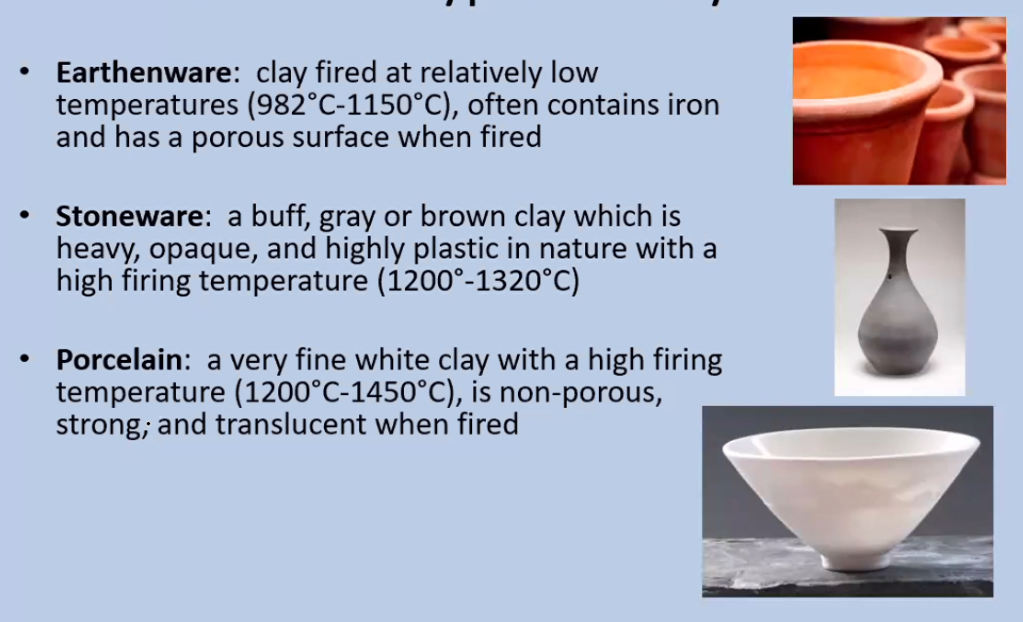 • Earthenware: clay fired at relatively low
temperatures (982°C-1150°C), often contains iron
and has a porous surface when fired
• Stoneware: a buff, gray or brown clay which is
heavy, opaque, and highly plastic in nature with a
high firing temperature (1200°-1320°C)
• Porcelain: a very fine white clay with a high firing
temperature (1200°C-1450°C), is non-porous,
strong; and translucent when fired